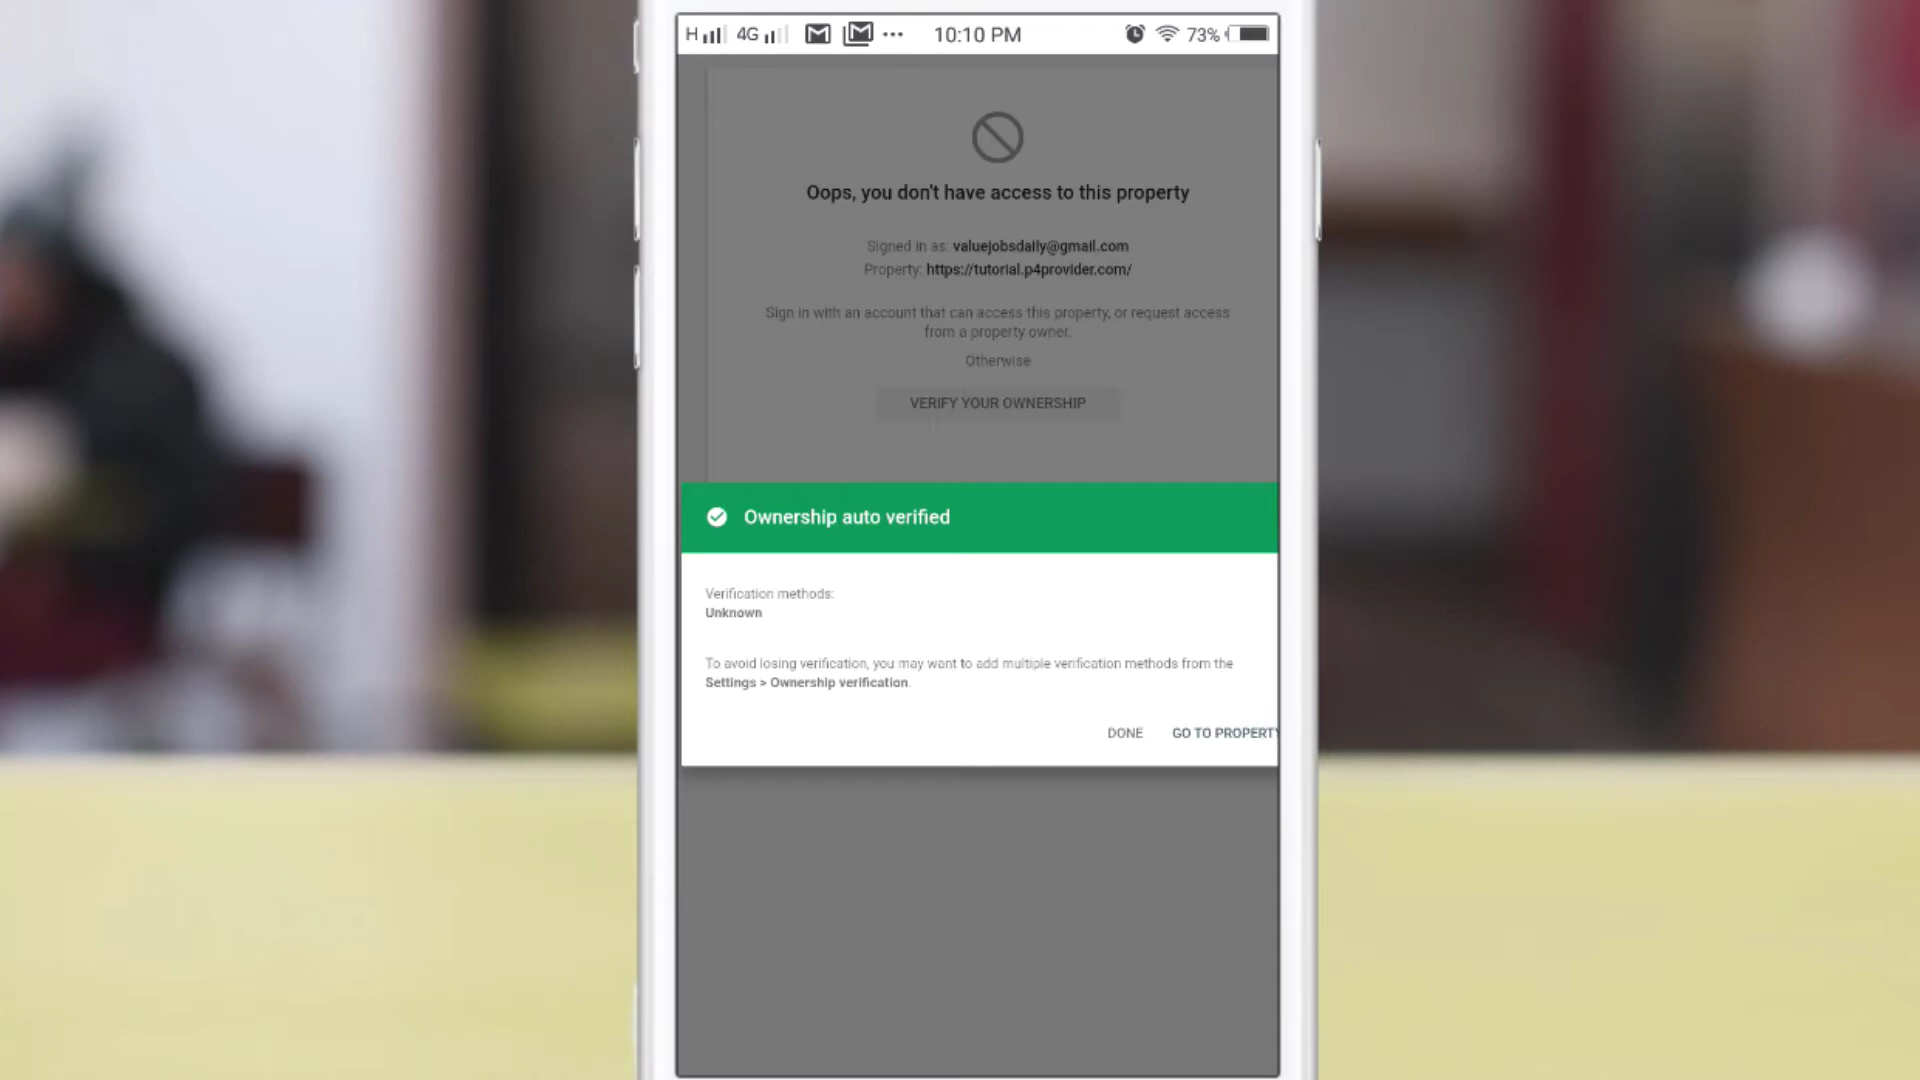 H 4G 10:10 PM 73%
Oops, you don't have access to this property
Signed in as: valuejobsdaily@gmail.com
Property: https://tutorial.p4provider.com/
Sign in with an account that can access this property, or request access
from a property owner.
Otherwise
VERIFY YOUR OWNERSHIP
Ownership auto verified
Verification methods:
Unknown
To avoid losing verification, you may want to add multiple verification methods from the
Settings > Ownership verification.
DONE GO TO PROPERTY